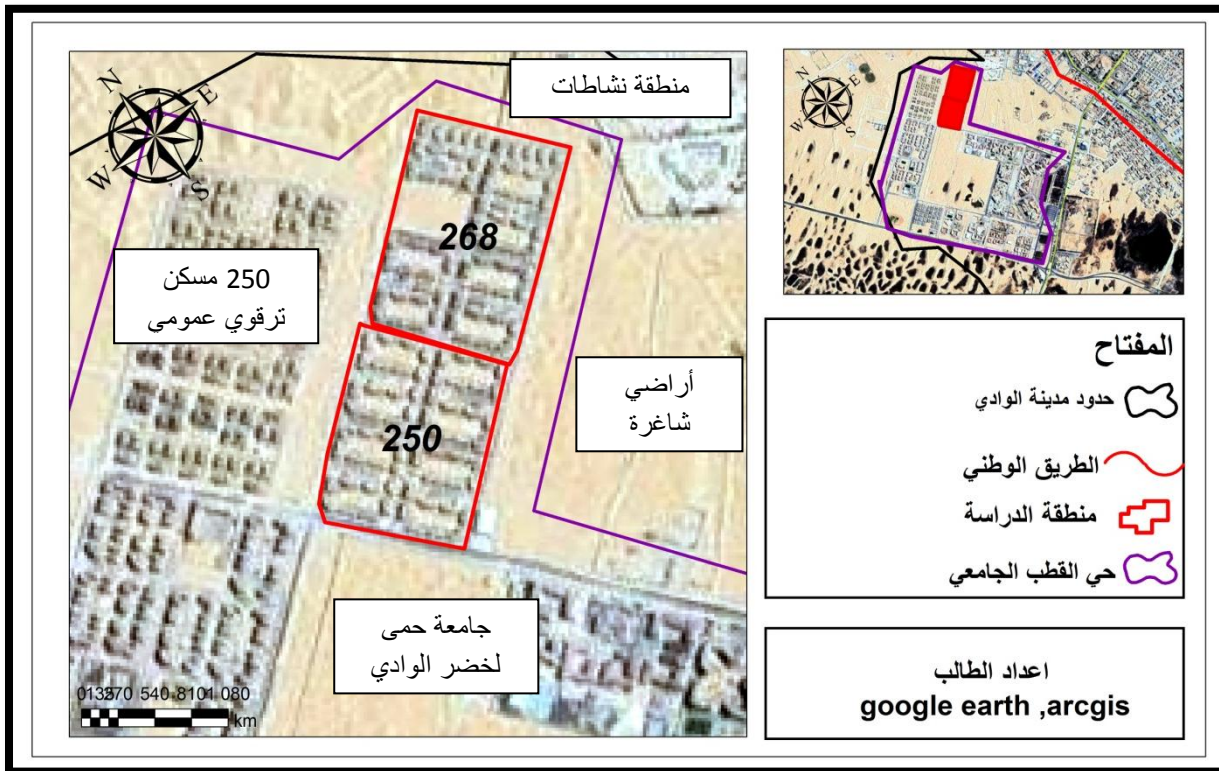 منطقة نشاطات
N
E
W
S
268
250 مسكن
ترقوي عمومي
أراضي
شاغرة
250
جامعة حمى
لخضر الوادي
km
N
E
W
S
المفتاح
حدود مدينة الوادي
الطريق الوطني
منطقة الدراسة
حي القطب الجامعي
اعداد الطالب
google earth ,arcgis